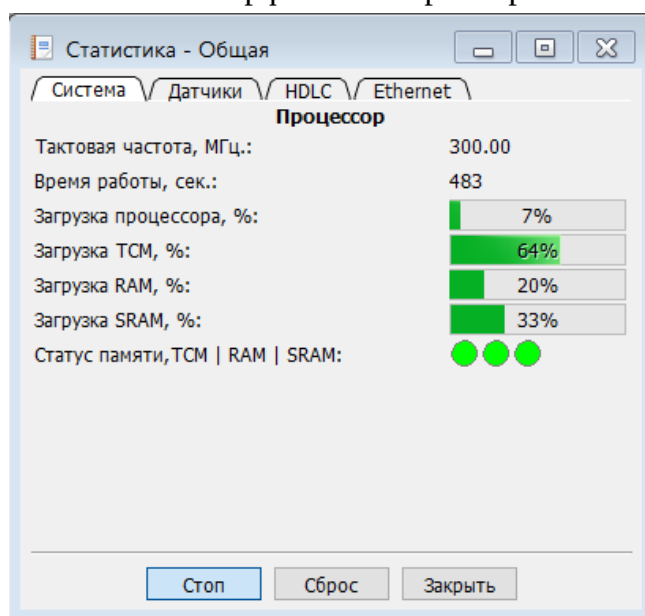 Статистика - Общая
Система Датчики HDLC Ethernet
Процессор
Тактовая частота, МГц.: 300.00
Время работы, сек.: 483
Загрузка процессора, %: 7%
Загрузка TCM, %: 64%
Загрузка RAM, %: 20%
Загрузка SRAM, %: 33%
Статус памяти,TCM | RAM | SRAM:
Стоп Сброс Закрыть